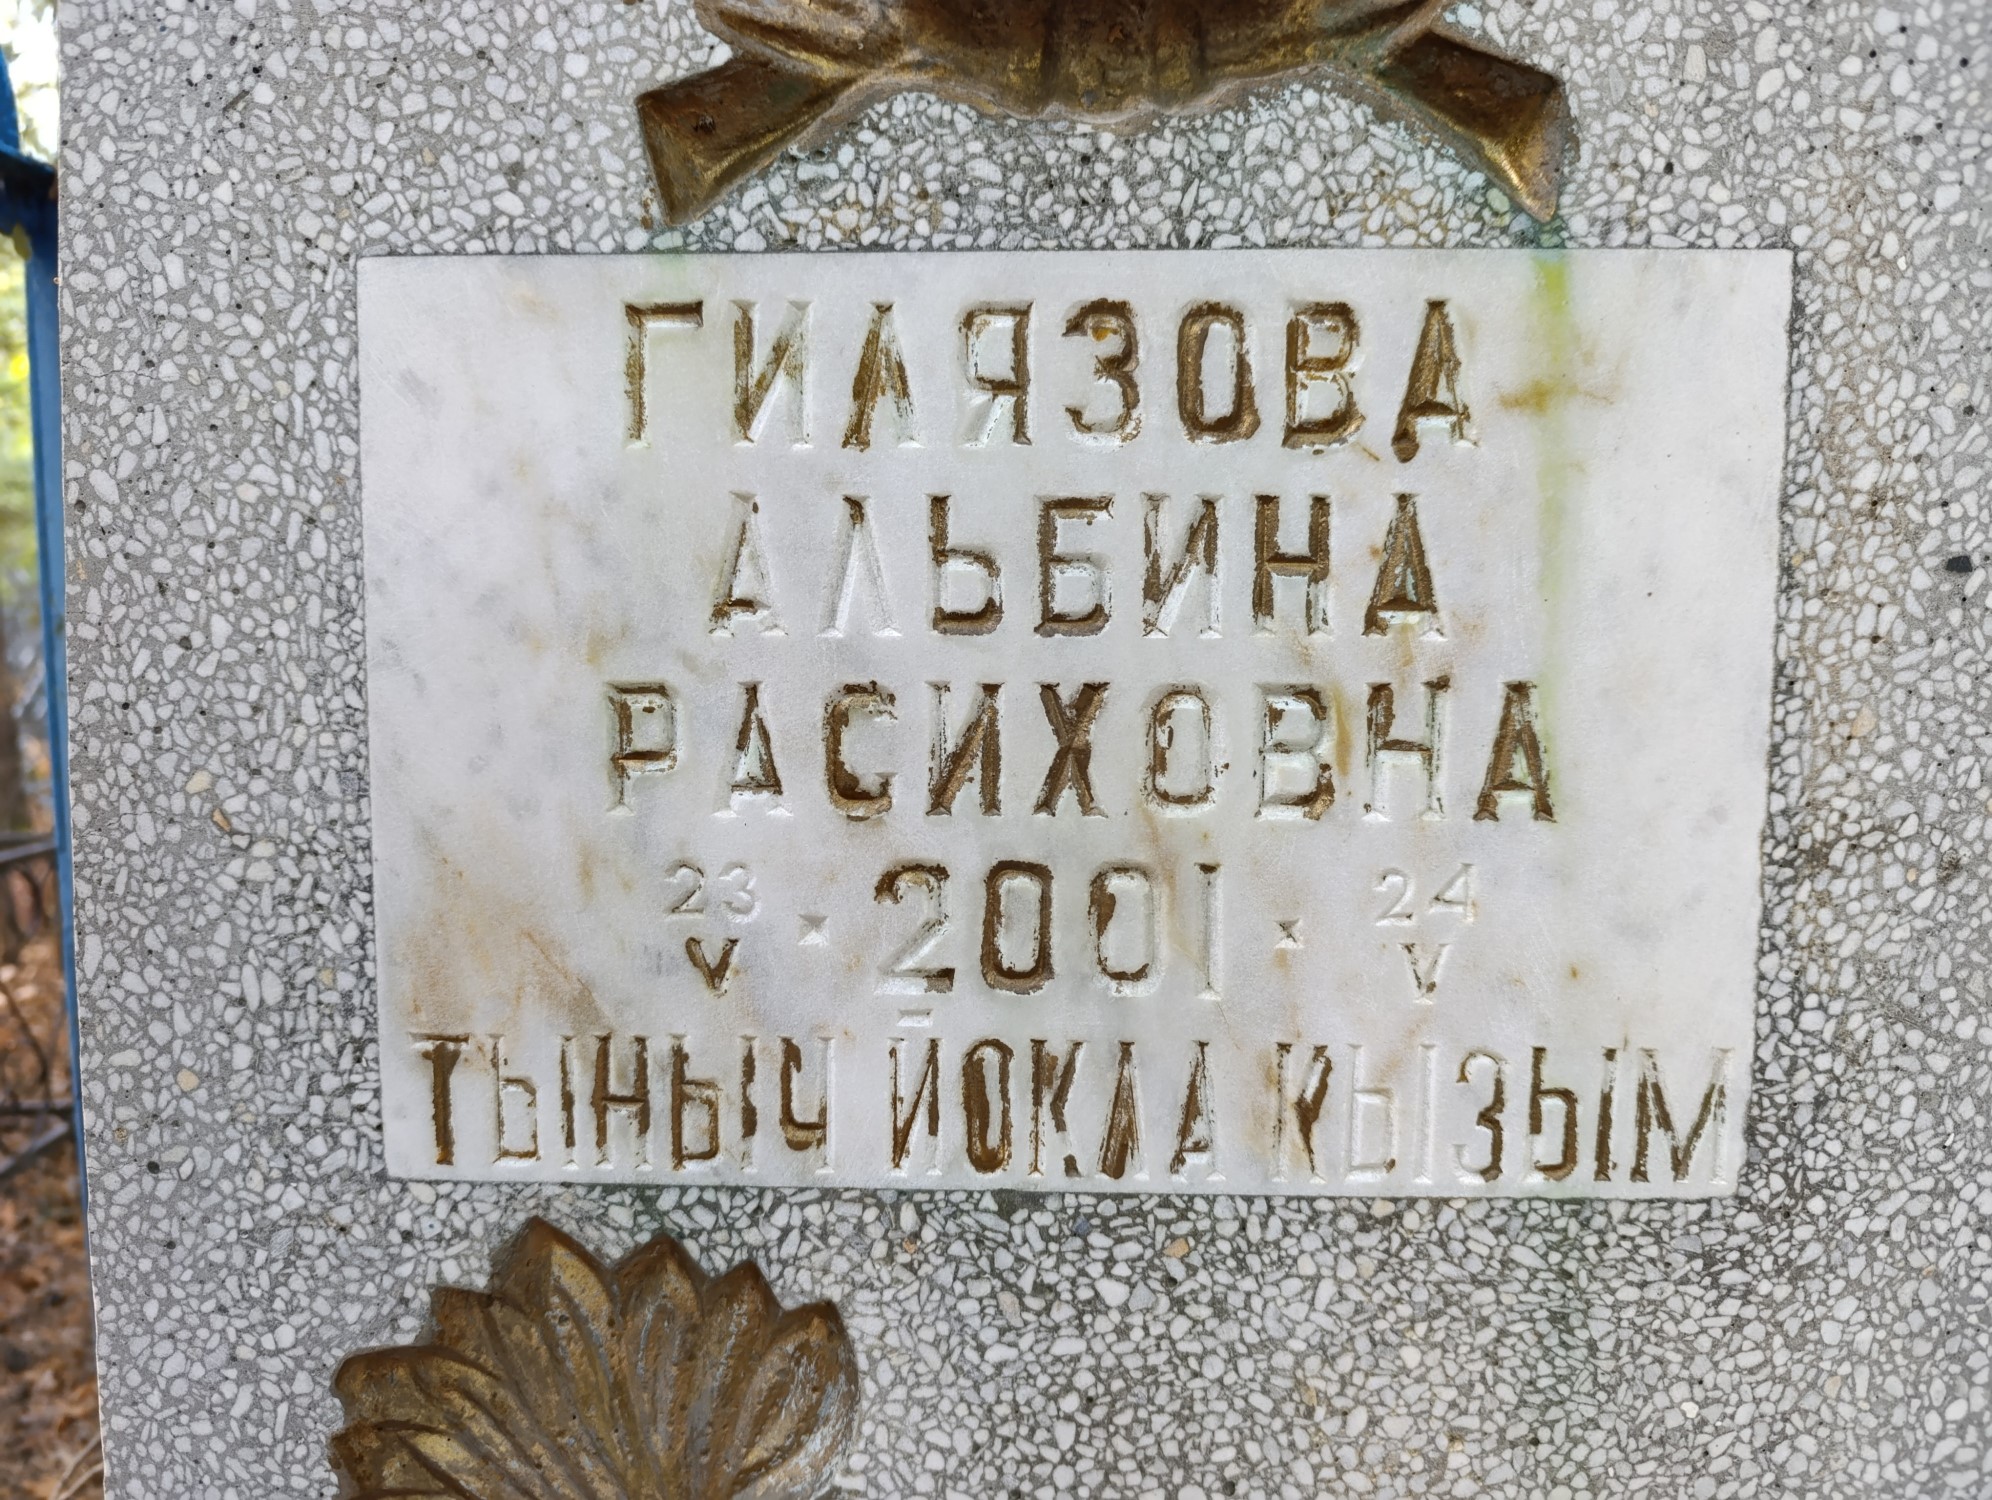 ГИЛЯЗОВА
АЛЬБИНА
РАСИХОВНА
23/V · 2001 · 24/V
ТЫНЫЧ ЙОКЛА КЫЗЫМ